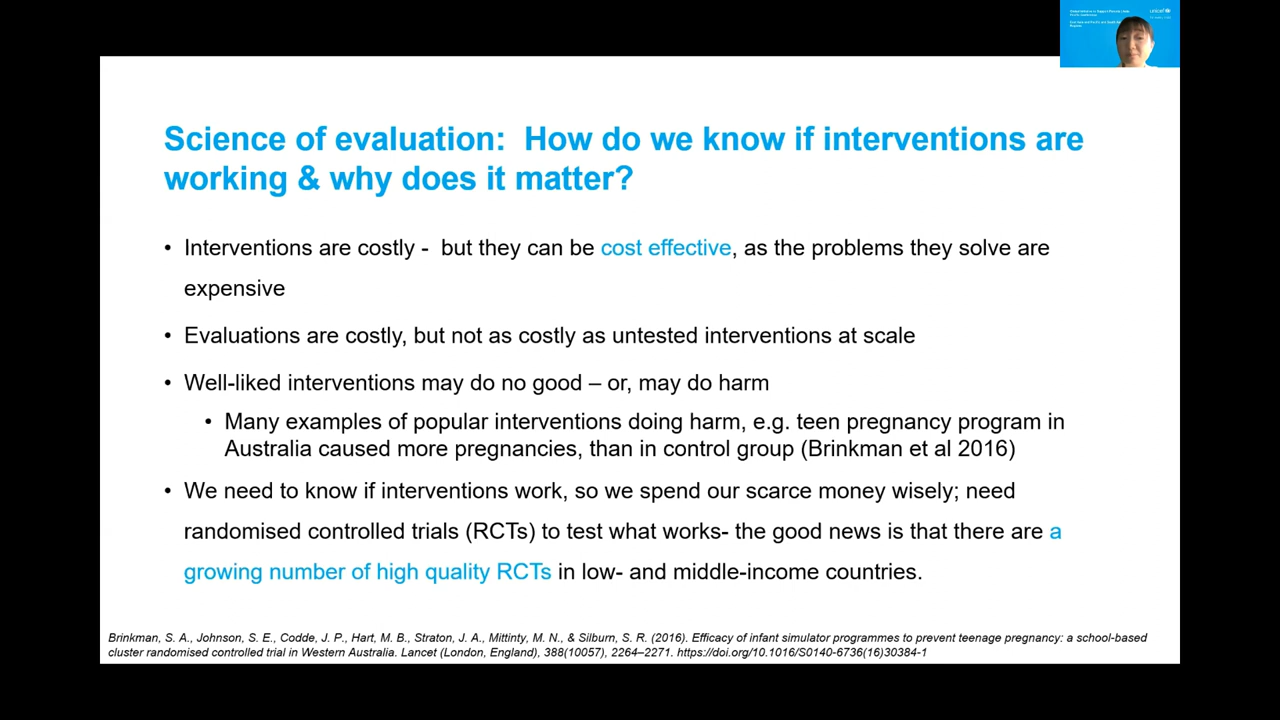 unicef
Science of evaluation:  How do we know if interventions are
working & why does it matter?
• Interventions are costly -  but they can be cost effective, as the problems they solve are
expensive
• Evaluations are costly, but not as costly as untested interventions at scale
• Well-liked interventions may do no good – or, may do harm
• Many examples of popular interventions doing harm, e.g. teen pregnancy program in
Australia caused more pregnancies, than in control group (Brinkman et al 2016)
• We need to know if interventions work, so we spend our scarce money wisely; need
randomised controlled trials (RCTs) to test what works- the good news is that there are a
growing number of high quality RCTs in low- and middle-income countries.
Brinkman, S. A., Johnson, S. E., Codde, J. P., Hart, M. B., Straton, J. A., Mittinty, M. N., & Silburn, S. R. (2016). Efficacy of infant simulator programmes to prevent teenage pregnancy: a school-based
cluster randomised controlled trial in Western Australia. Lancet (London, England), 388(10057), 2264–2271. https://doi.org/10.1016/S0140-6736(16)30384-1